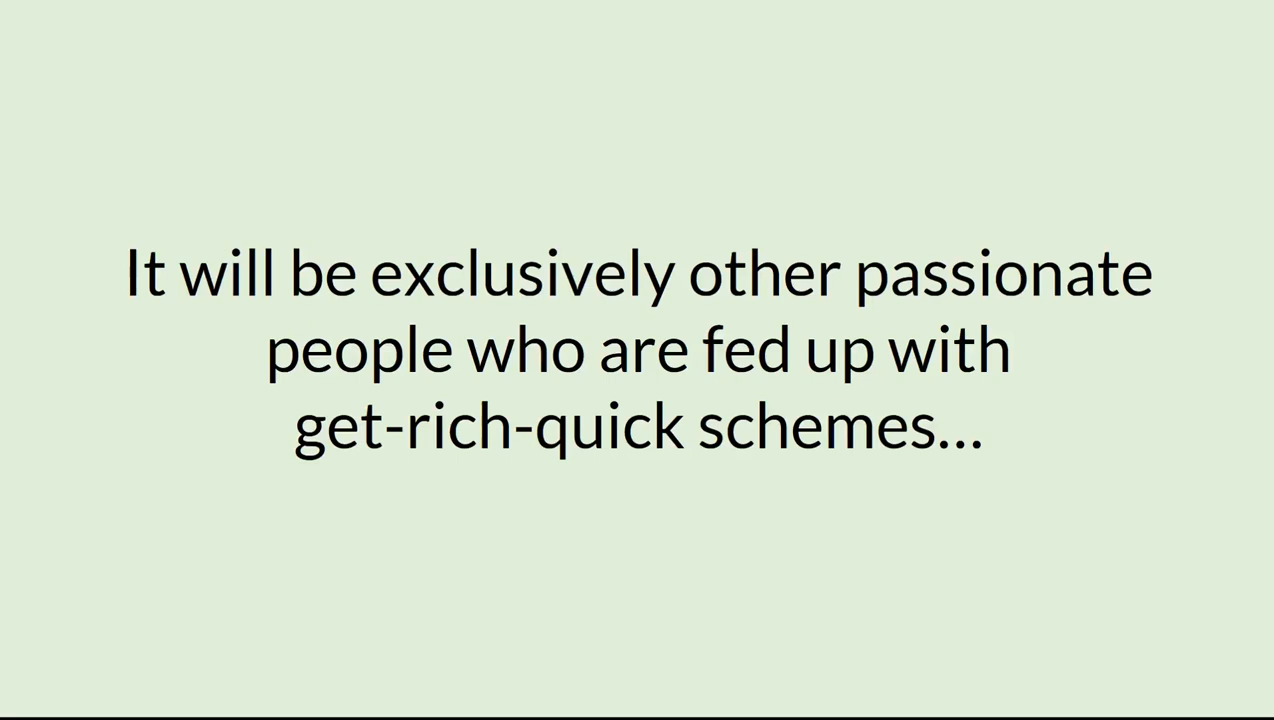 It will be exclusively other passionate
people who are fed up with
get-rich-quick schemes...